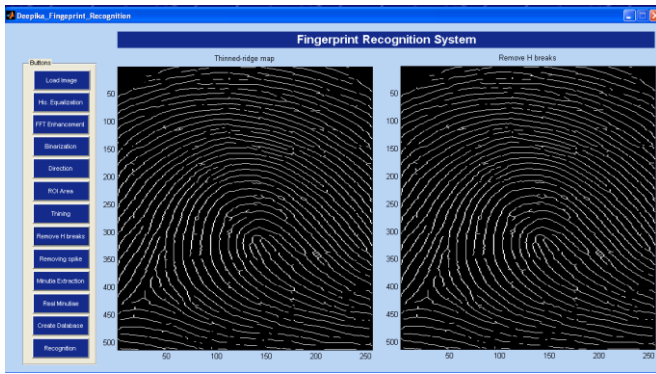 Deepika_Fingeprint_Recognition
Fingerprint Recognition System
Buttons
Load Image
His. Equalization
FFT Enhancement
Binarization
Direction
ROI Area
Thining
Remove H breaks
Removing spike
Minutia Extraction
Real Minutiae
Create Database
Recognition
Thinned-ridge map
50
100
150
200
250
300
350
400
450
500
50 100 150 200 250
Remove H breaks
50
100
150
200
250
300
350
400
450
500
50 100 150 200 250